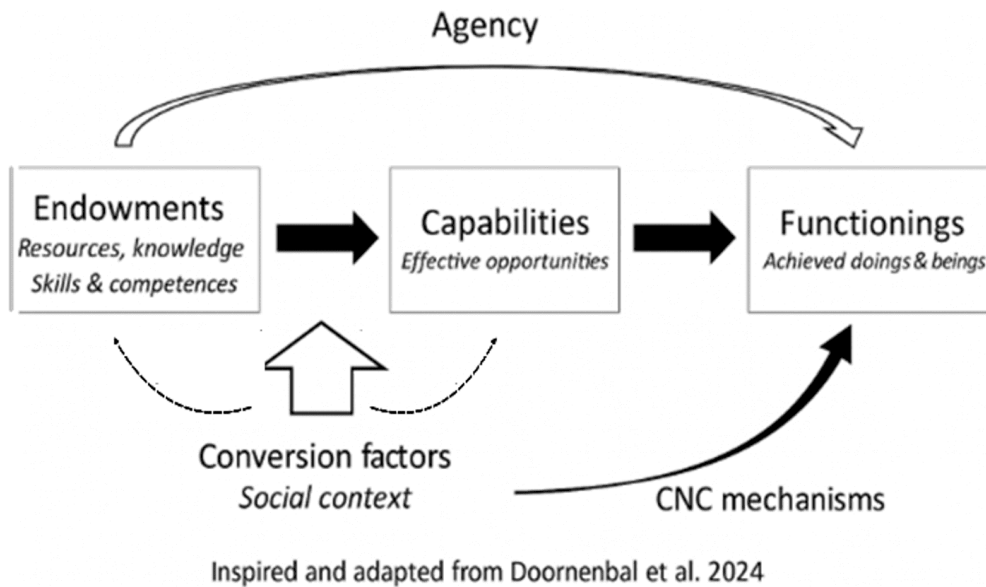 Agency
Endowments
Resources, knowledge
Skills & competences
Capabilities
Effective opportunities
Functionings
Achieved doings & beings
Conversion factors
Social context
CNC mechanisms
Inspired and adapted from Doornenbal et al. 2024